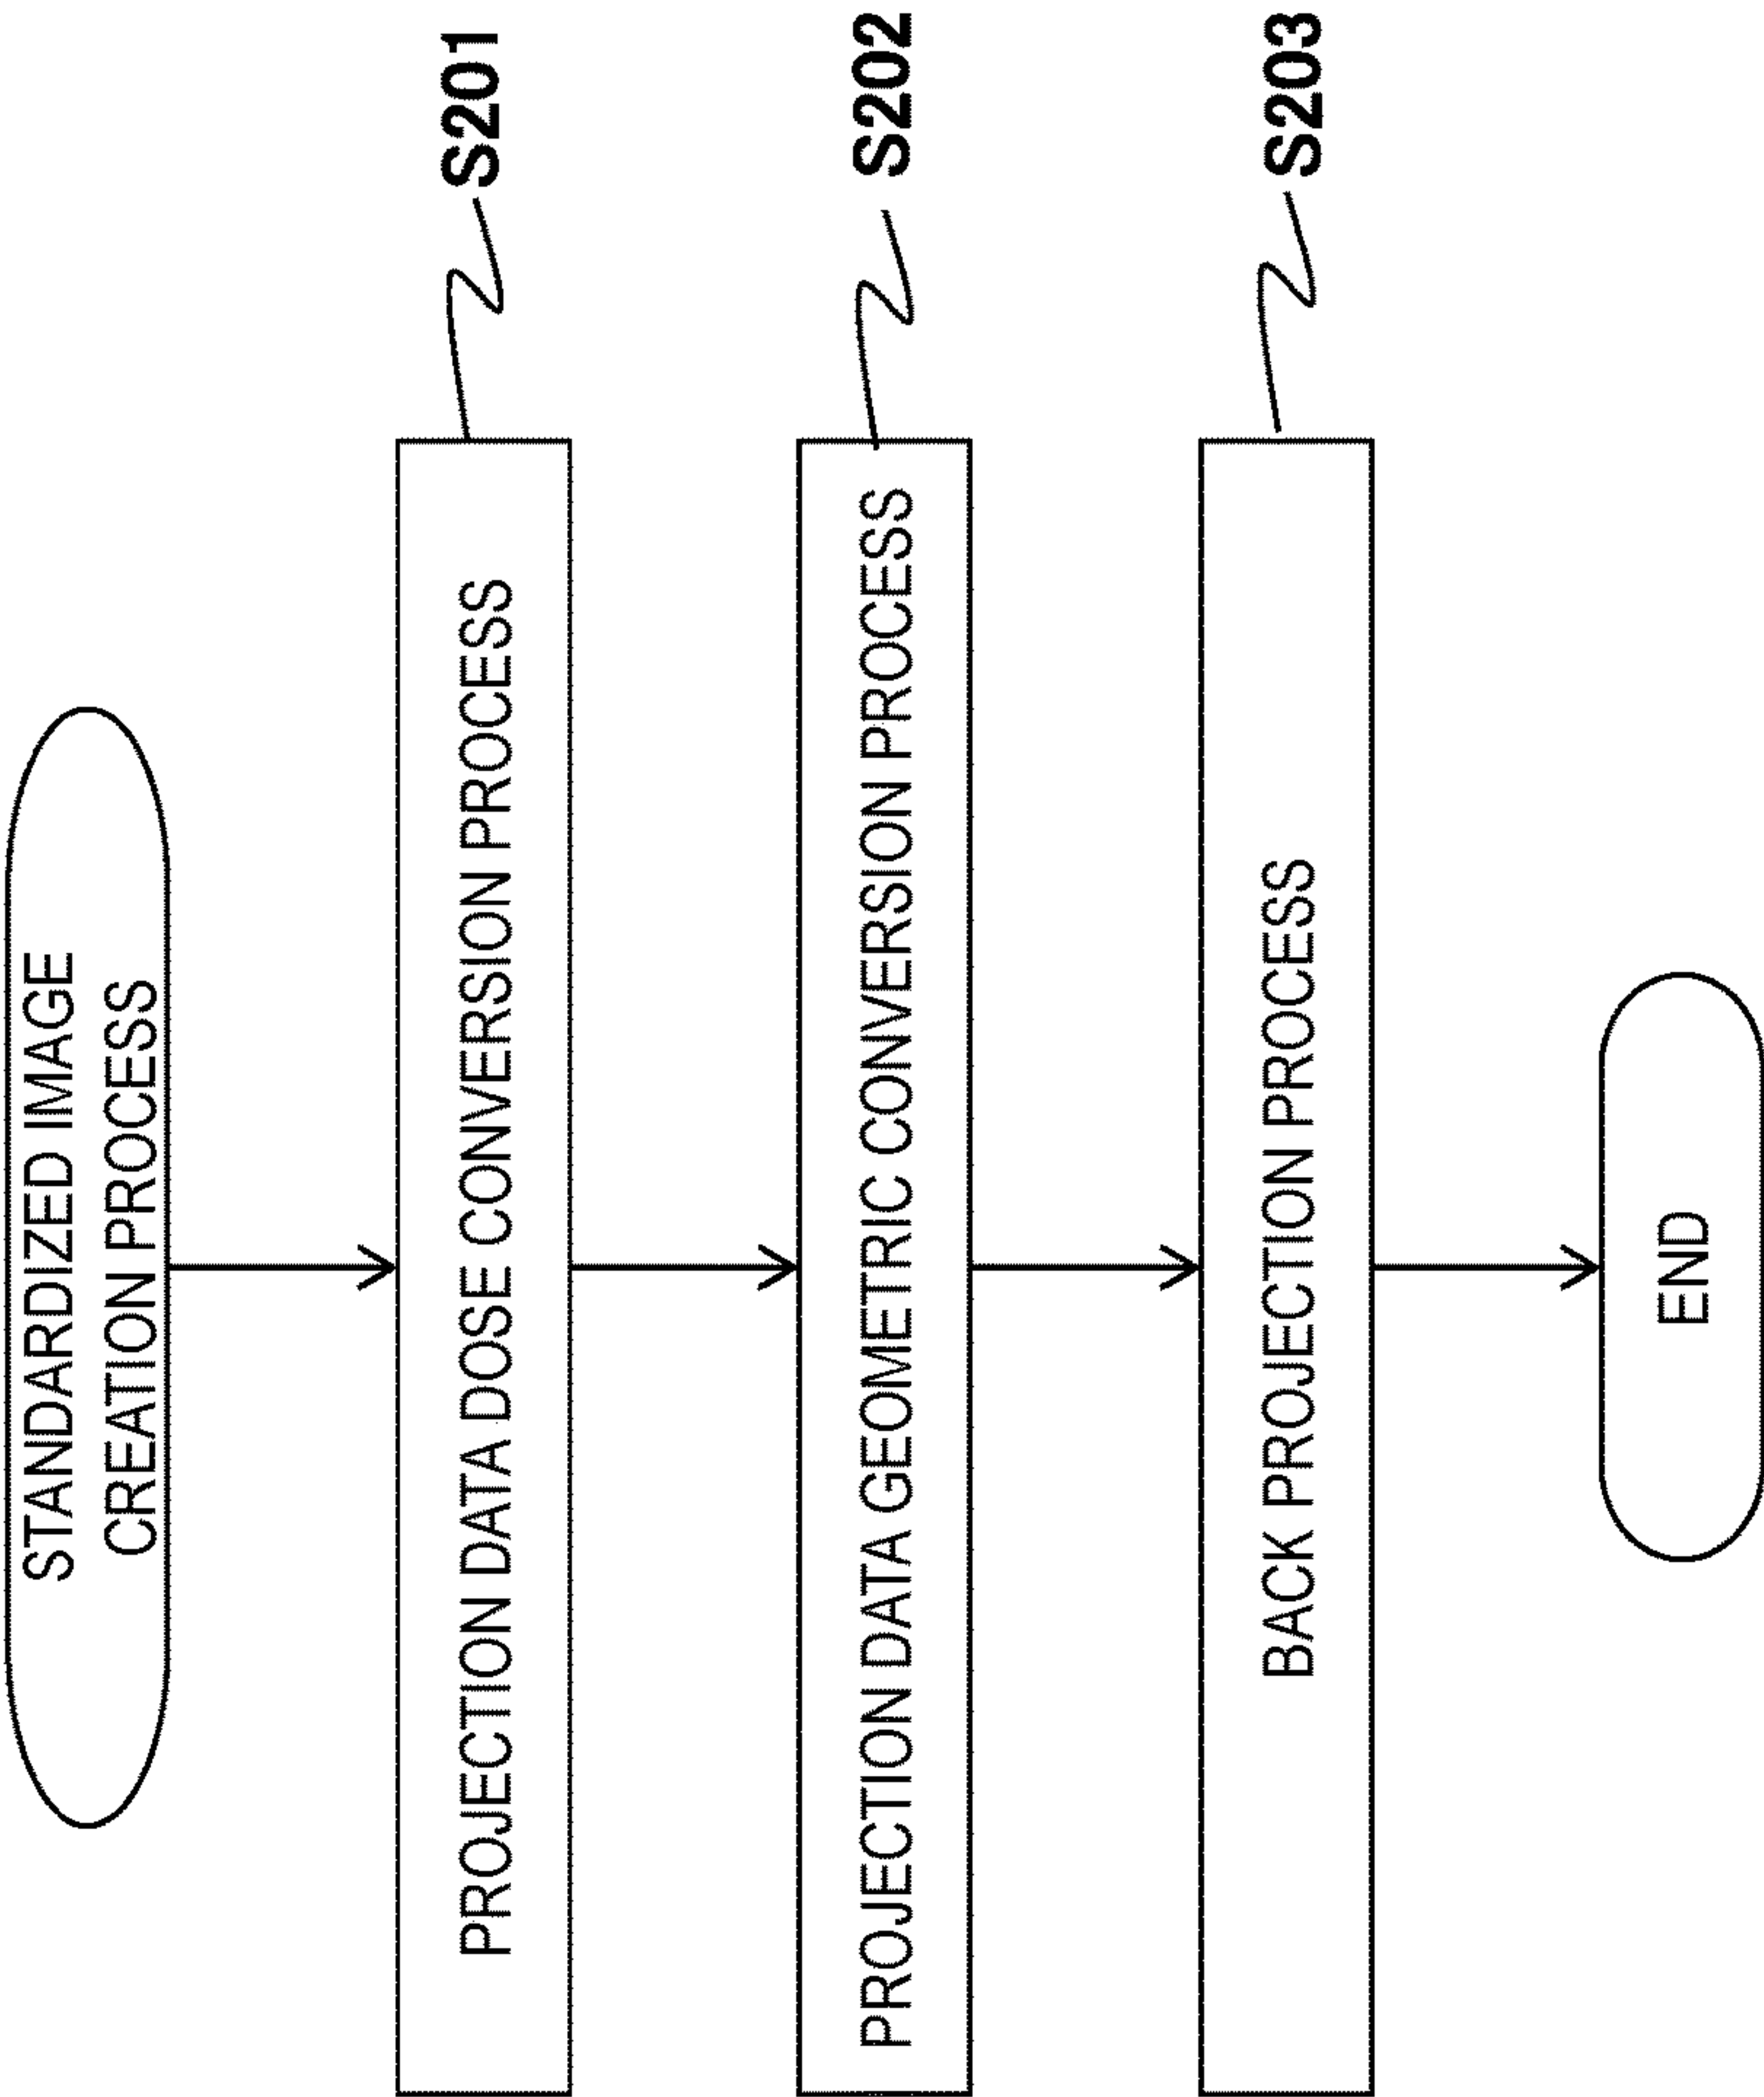 STANDARDIZED IMAGE
CREATION PROCESS
PROJECTION DATA DOSE CONVERSION PROCESS
S201
PROJECTION DATA GEOMETRIC CONVERSION PROCESS
S202
BACK PROJECTION PROCESS
S203
END